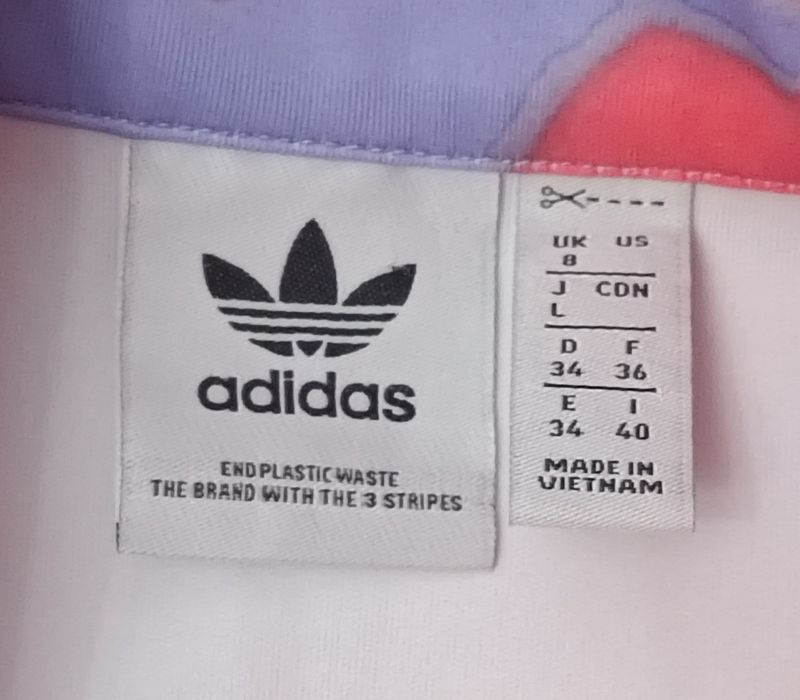 adidas
END PLASTIC WASTE
THE BRAND WITH THE 3 STRIPES
UK US
8
J CDN
L
D F
34 36
E I
34 40
MADE IN
VIETNAM